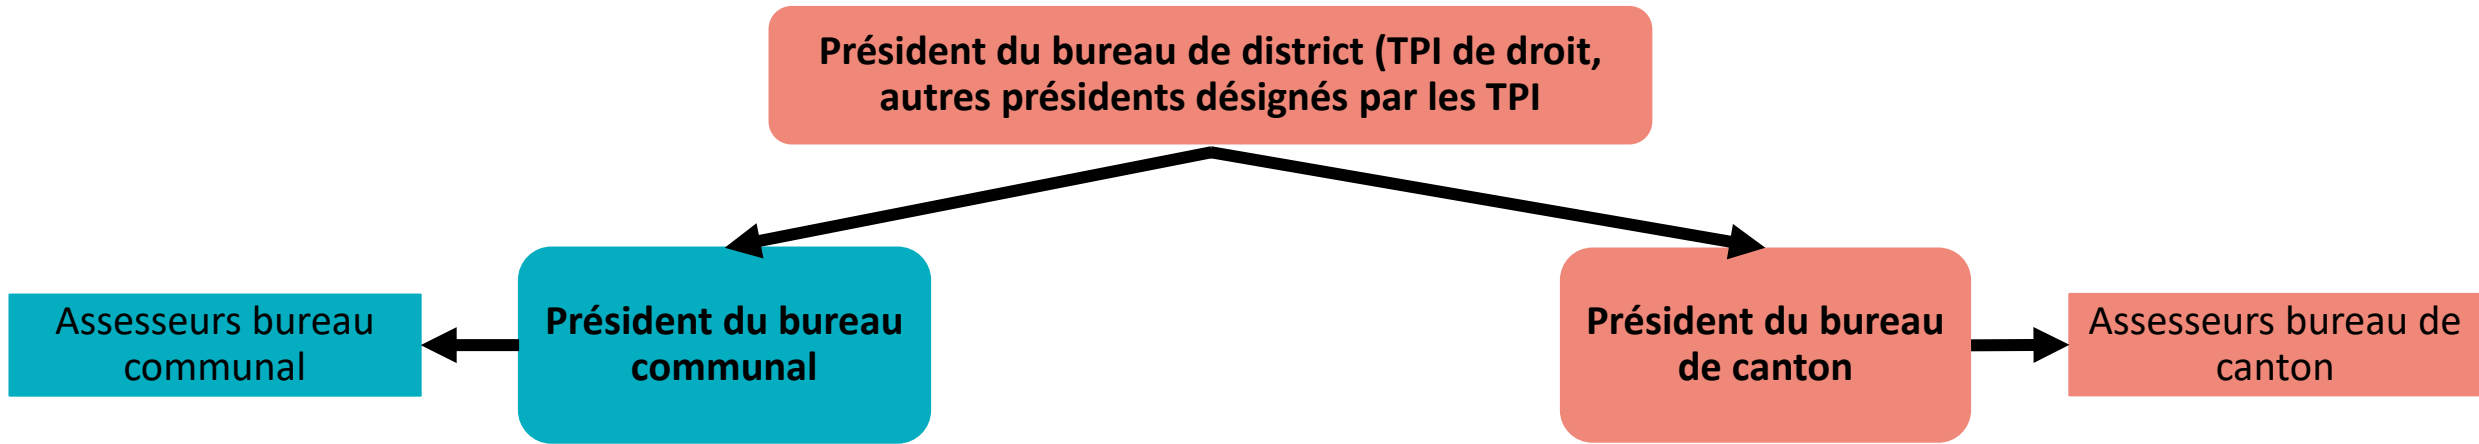 Président du bureau de district (TPI de droit,
autres présidents désignés par les TPI
Assesseurs bureau
communal
Président du bureau
communal
Président du bureau
de canton
Assesseurs bureau de
canton